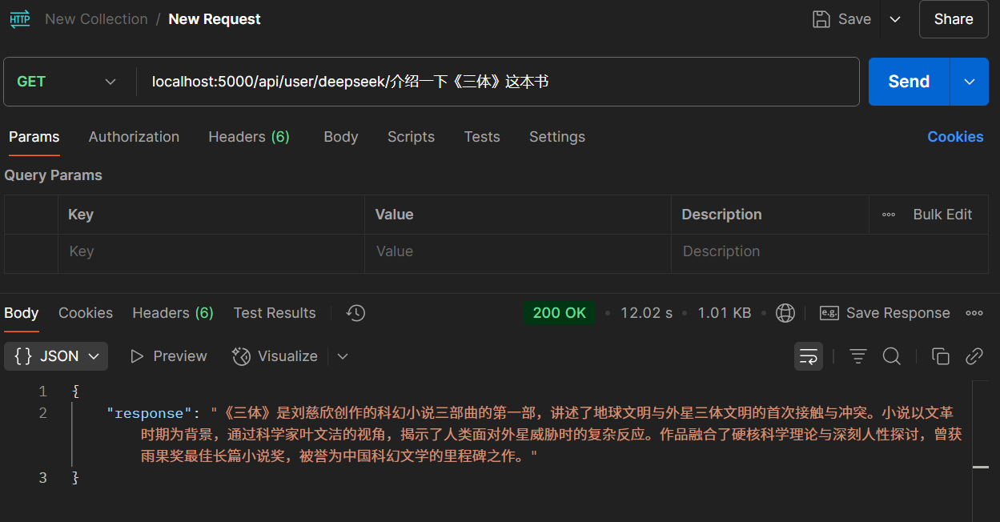 HTTP New Collection / New Request Save Share
GET localhost:5000/api/user/deepseek/介绍一下《三体》这本书 Send
Params Authorization Headers (6) Body Scripts Tests Settings Cookies
Query Params
Key Value Description Bulk Edit
Key Value Description
Body Cookies Headers (6) Test Results 200 OK 12.02 s 1.01 KB e.g. Save Response
{} JSON Preview Visualize
1 {
2 "response": "《三体》是刘慈欣创作的科幻小说三部曲的第一部，讲述了地球文明与外星三体文明的首次接触与冲突。小说以文革
时期为背景，通过科学家叶文洁的视角，揭示了人类面对外星威胁时的复杂反应。作品融合了硬核科学理论与深刻人性探讨，曾获
雨果奖最佳长篇小说奖，被誉为中国科幻文学的里程碑之作。"
3 }